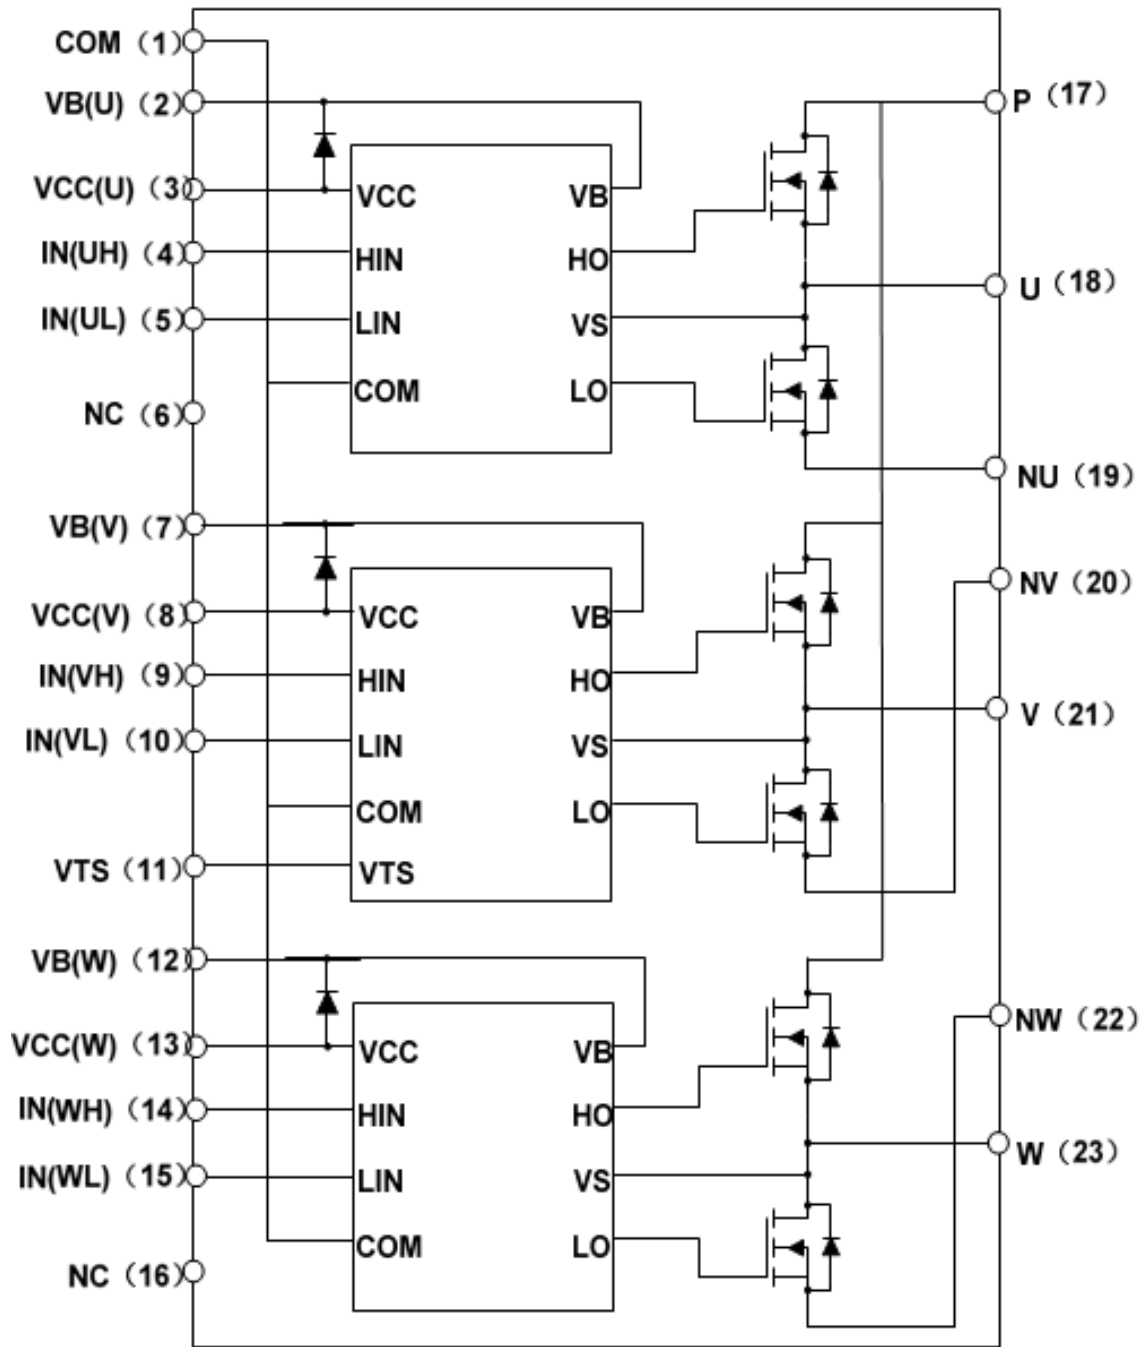 COM（1）
VB(U)（2）
VCC(U)（3）
IN(UH)（4）
IN(UL)（5）
NC（6）
VB(V)（7）
VCC(V)（8）
IN(VH)（9）
IN(VL)（10）
VTS（11）
VB(W)（12）
VCC(W)（13）
IN(WH)（14）
IN(WL)（15）
NC（16）
VCC VB
HIN HO
LIN VS
COM LO
VCC VB
HIN HO
LIN VS
COM LO
VTS
VCC VB
HIN HO
LIN VS
COM LO
P（17）
U（18）
NU（19）
NV（20）
V（21）
NW（22）
W（23）